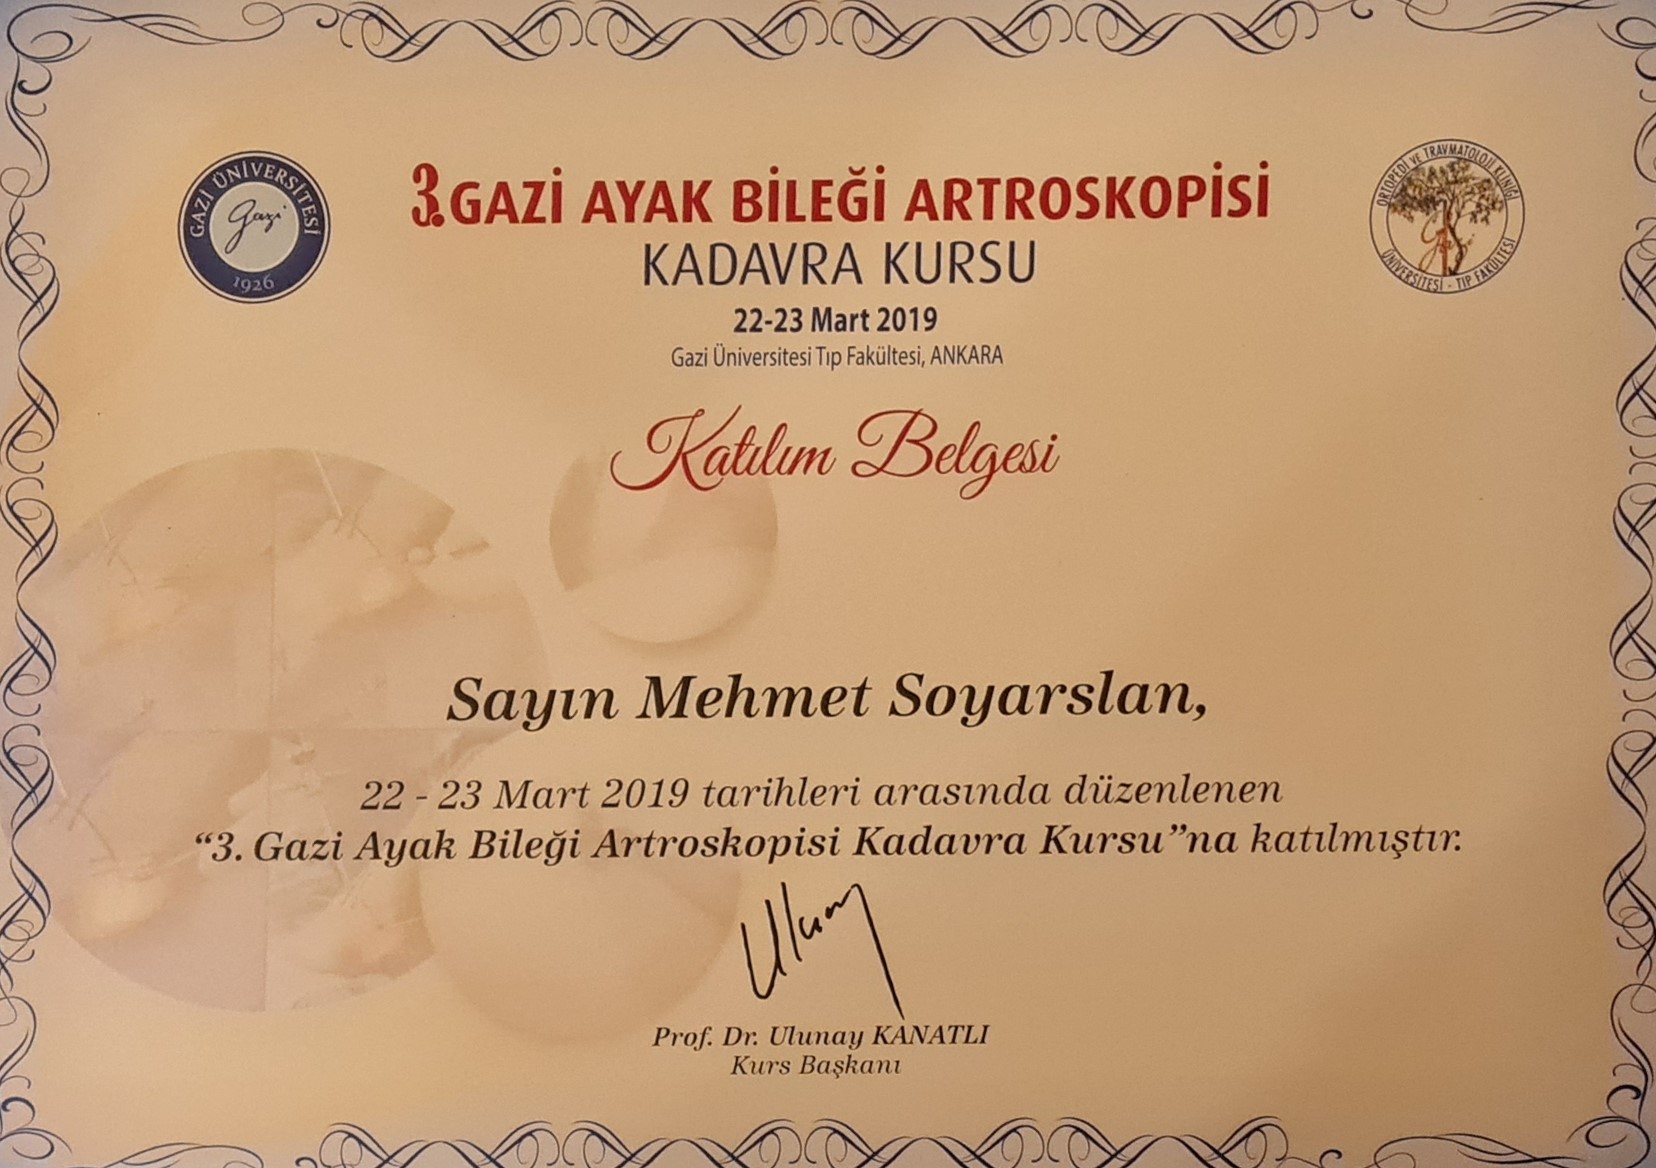 GAZİ ÜNİVERSİTESİ
Gazi
1926
3.GAZİ AYAK BİLEĞİ ARTROSKOPİSİ
KADAVRA KURSU
22-23 Mart 2019
Gazi Üniversitesi Tıp Fakültesi, ANKARA
ORTOPEDİ VE TRAVMATOLOJİ KLİNİĞİ
Gazi
ÜNİVERSİTESİ - TIP FAKÜLTESİ
Katılım Belgesi
Sayın Mehmet Soyarslan,
22 - 23 Mart 2019 tarihleri arasında düzenlenen
“3. Gazi Ayak Bileği Artroskopisi Kadavra Kursu”na katılmıştır.
Ulunay
Prof. Dr. Ulunay KANATLI
Kurs Başkanı